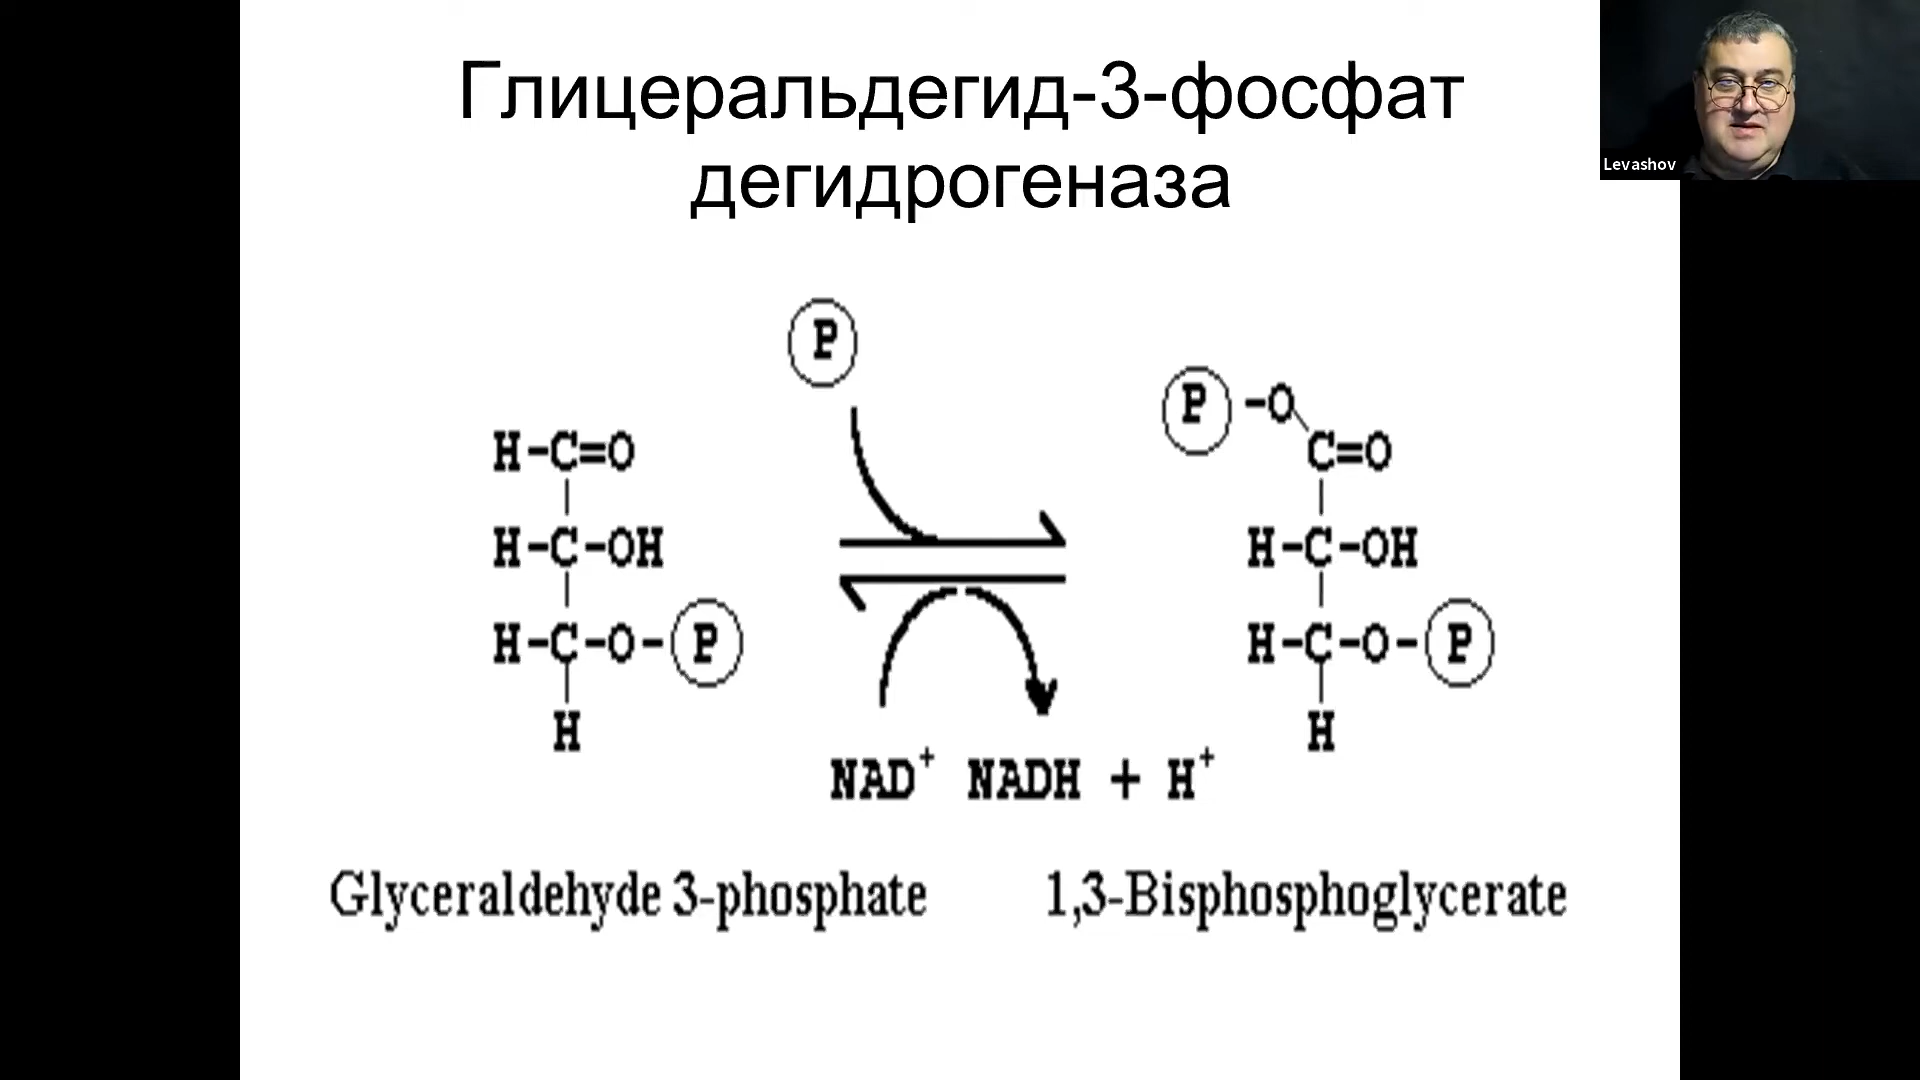 Глицеральдегид-3-фосфат
дегидрогеназа
Levashov
P
P -O
H-C=O
C=O
H-C-OH
H-C-OH
H-C-O-P
H-C-O-P
H
H
NAD+ NADH + H+
Glyceraldehyde 3-phosphate
1,3-Bisphosphoglycerate